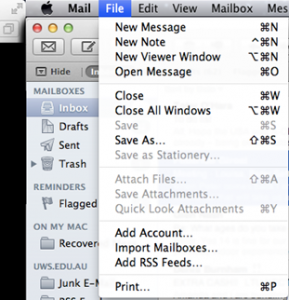 Mail File Edit View Mailbox Mes
New Message ⌘N
New Note ^⌘N
New Viewer Window ⌥⌘N
Open Message ⌘O
Close ⌘W
Close All Windows ⌥⌘W
Save ⌘S
Save As... ⇧⌘S
Save as Stationery...
Attach Files... ⇧⌘A
Save Attachments...
Quick Look Attachments ⌘Y
Add Account...
Import Mailboxes...
Add RSS Feeds...
Print... ⌘P
Hide
MAILBOXES
Inbox
Drafts
Sent
Trash
REMINDERS
Flagged
ON MY MAC
Recovere
UWS.EDU.AU
Junk E-M